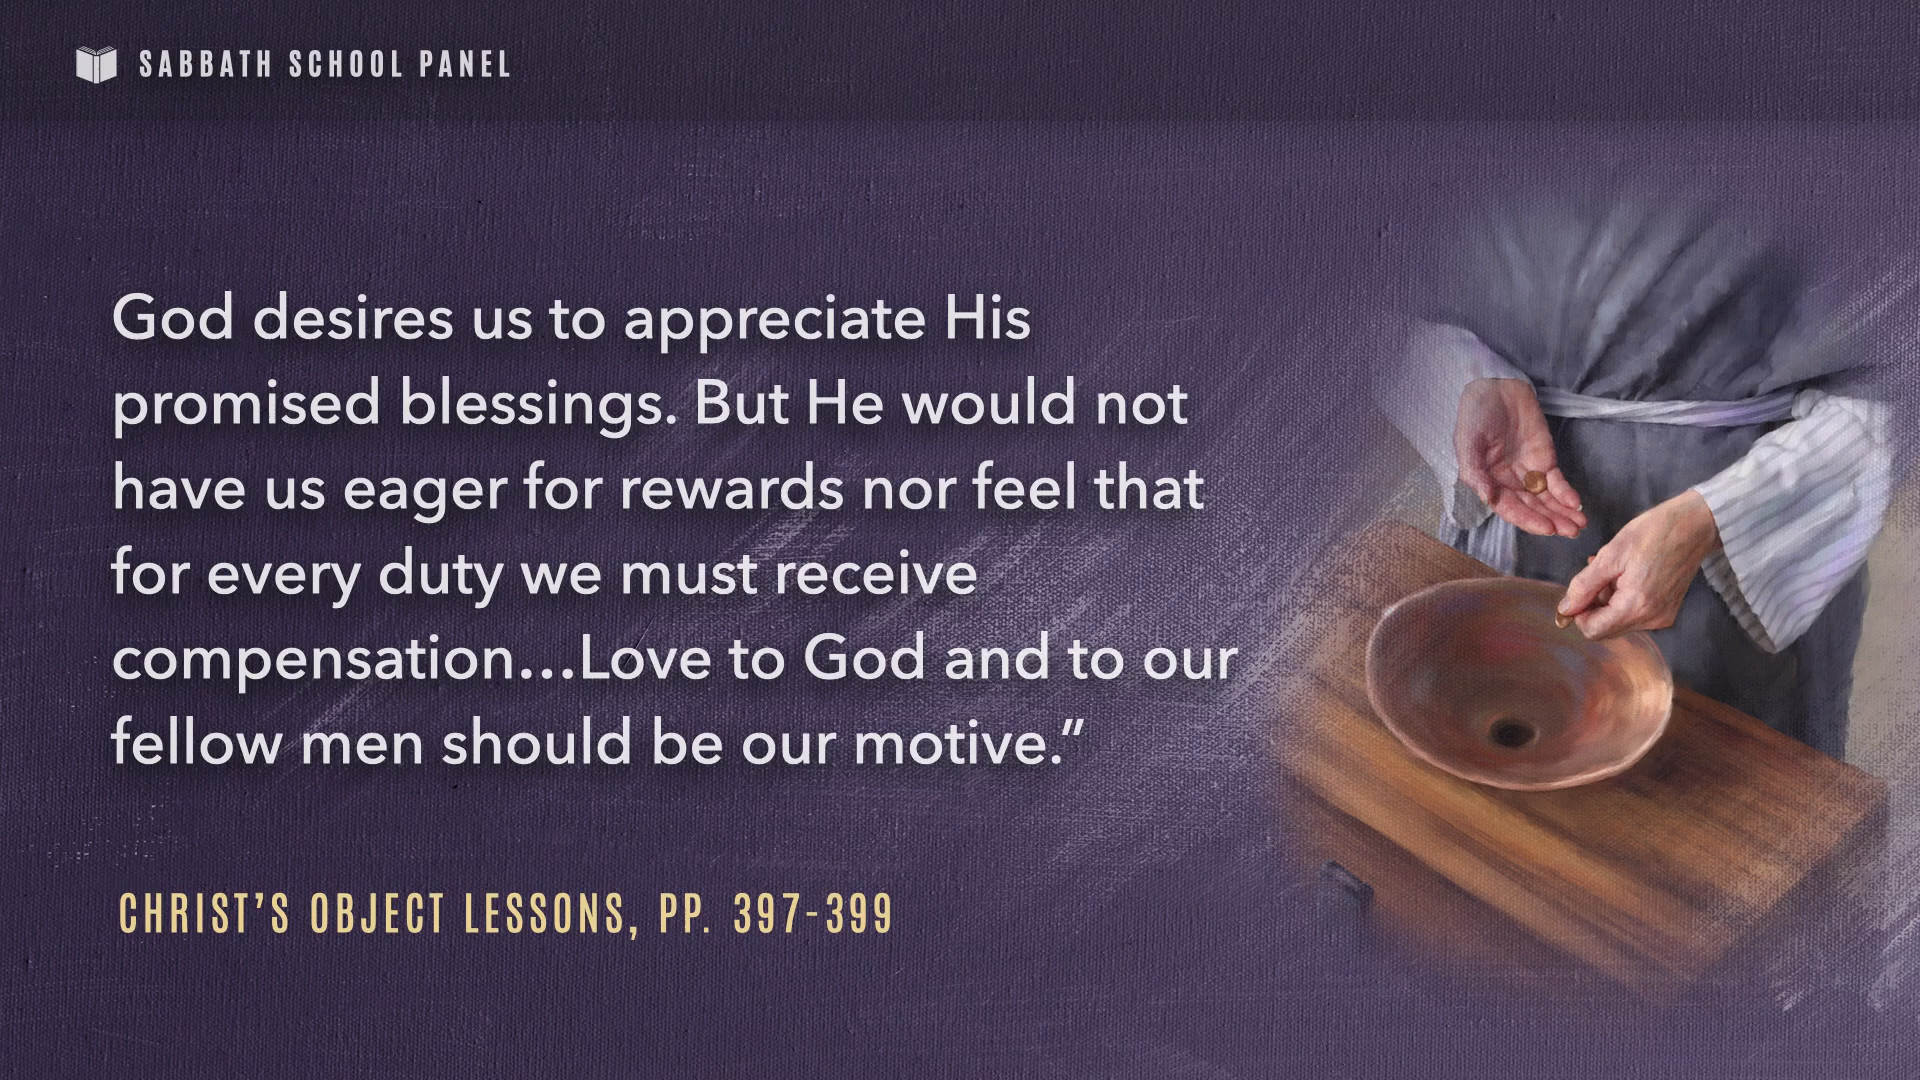 SABBATH SCHOOL PANEL
God desires us to appreciate His
promised blessings. But He would not
have us eager for rewards nor feel that
for every duty we must receive
compensation...Love to God and to our
fellow men should be our motive.”
CHRIST’S OBJECT LESSONS, PP. 397-399